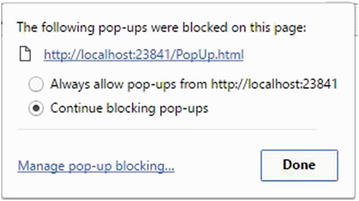 The following pop-ups were blocked on this page:
http://localhost:23841/PopUp.html
Always allow pop-ups from http://localhost:23841
Continue blocking pop-ups
Manage pop-up blocking...
Done